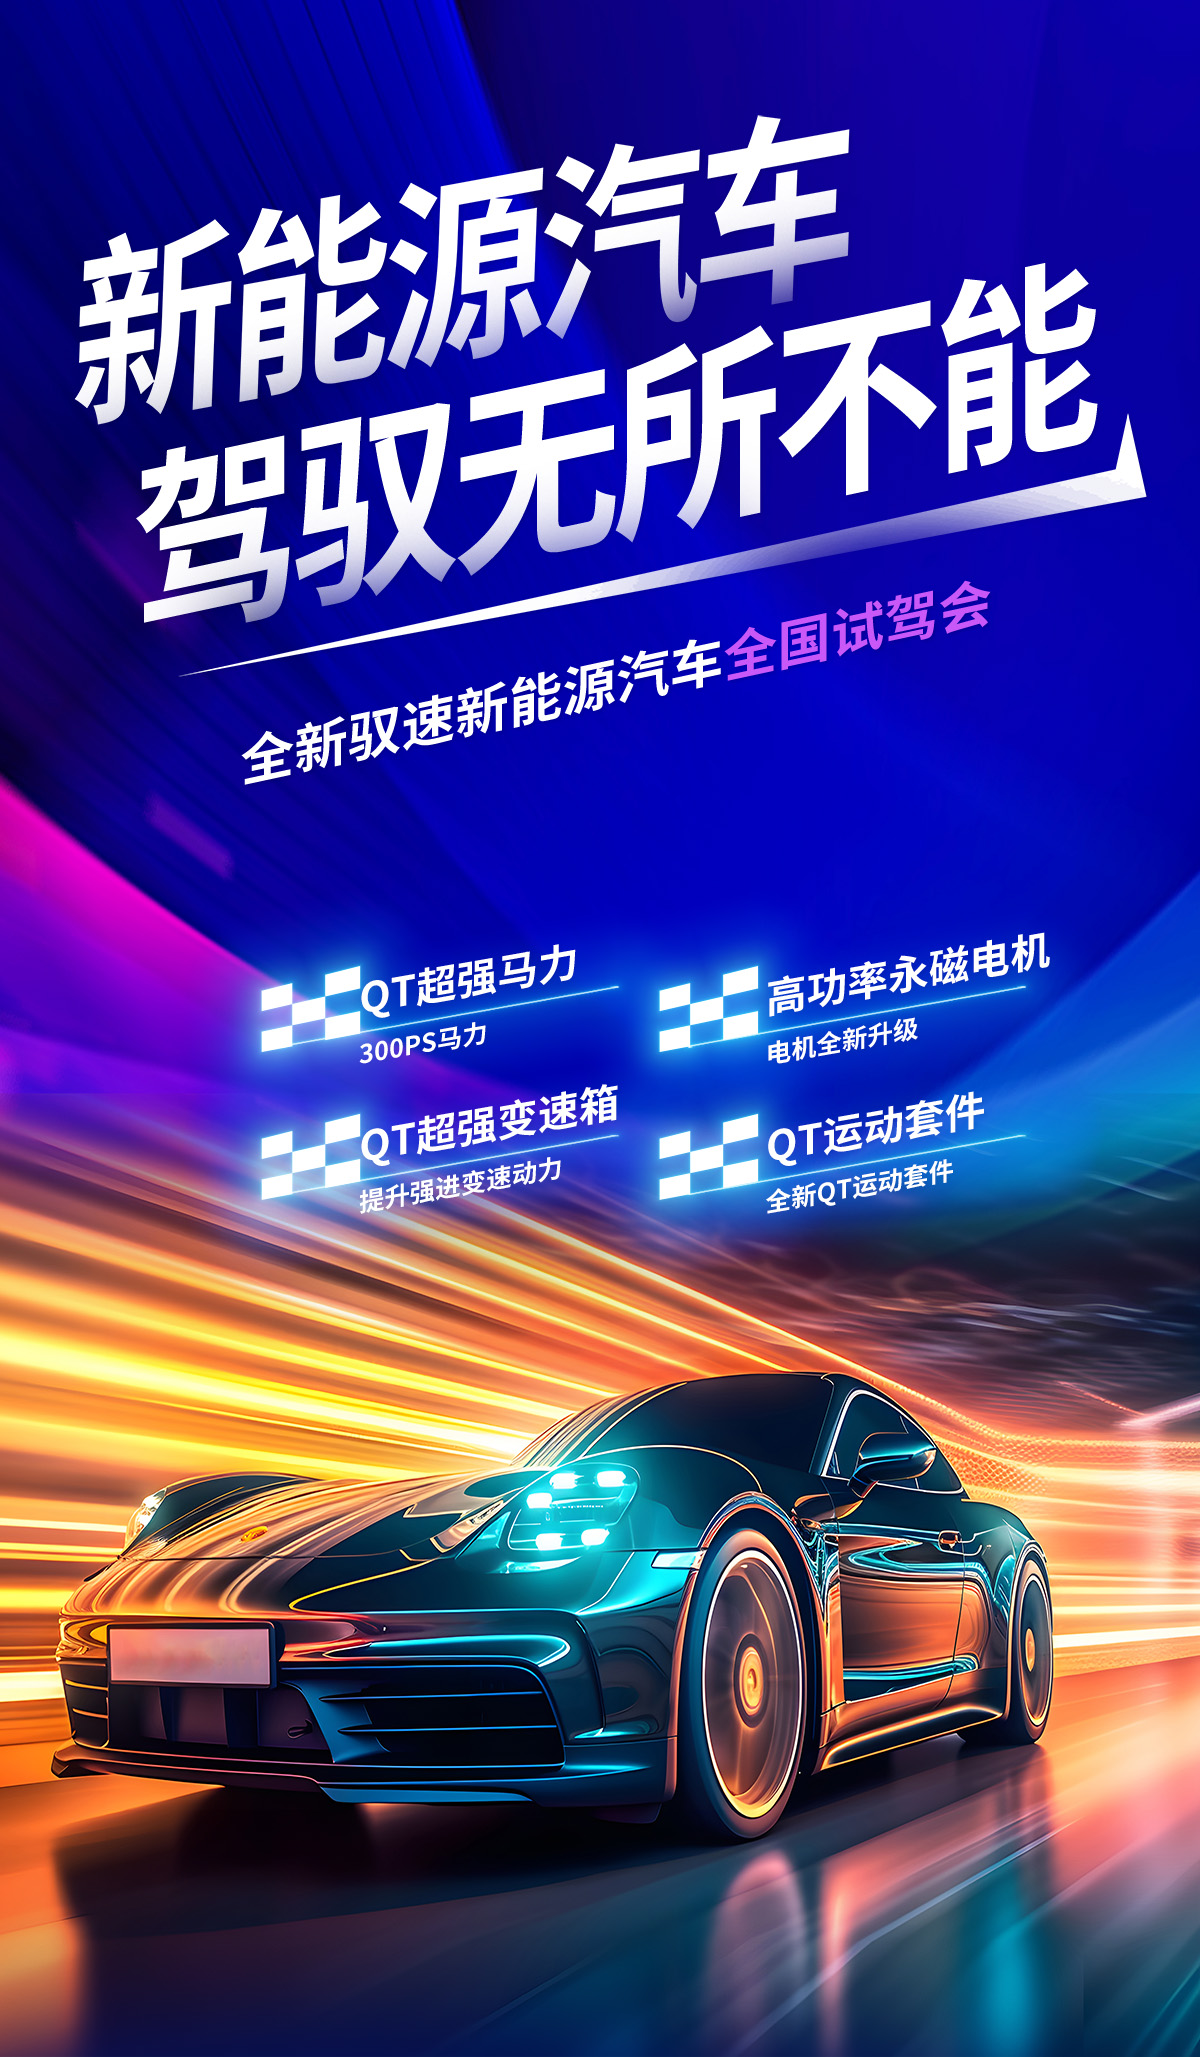 新能源汽车
驾驭无所不能
全新驭速新能源汽车全国试驾会
QT超强马力
300PS马力
高功率永磁电机
电机全新升级
QT超强变速箱
提升强进变速动力
QT运动套件
全新QT运动套件